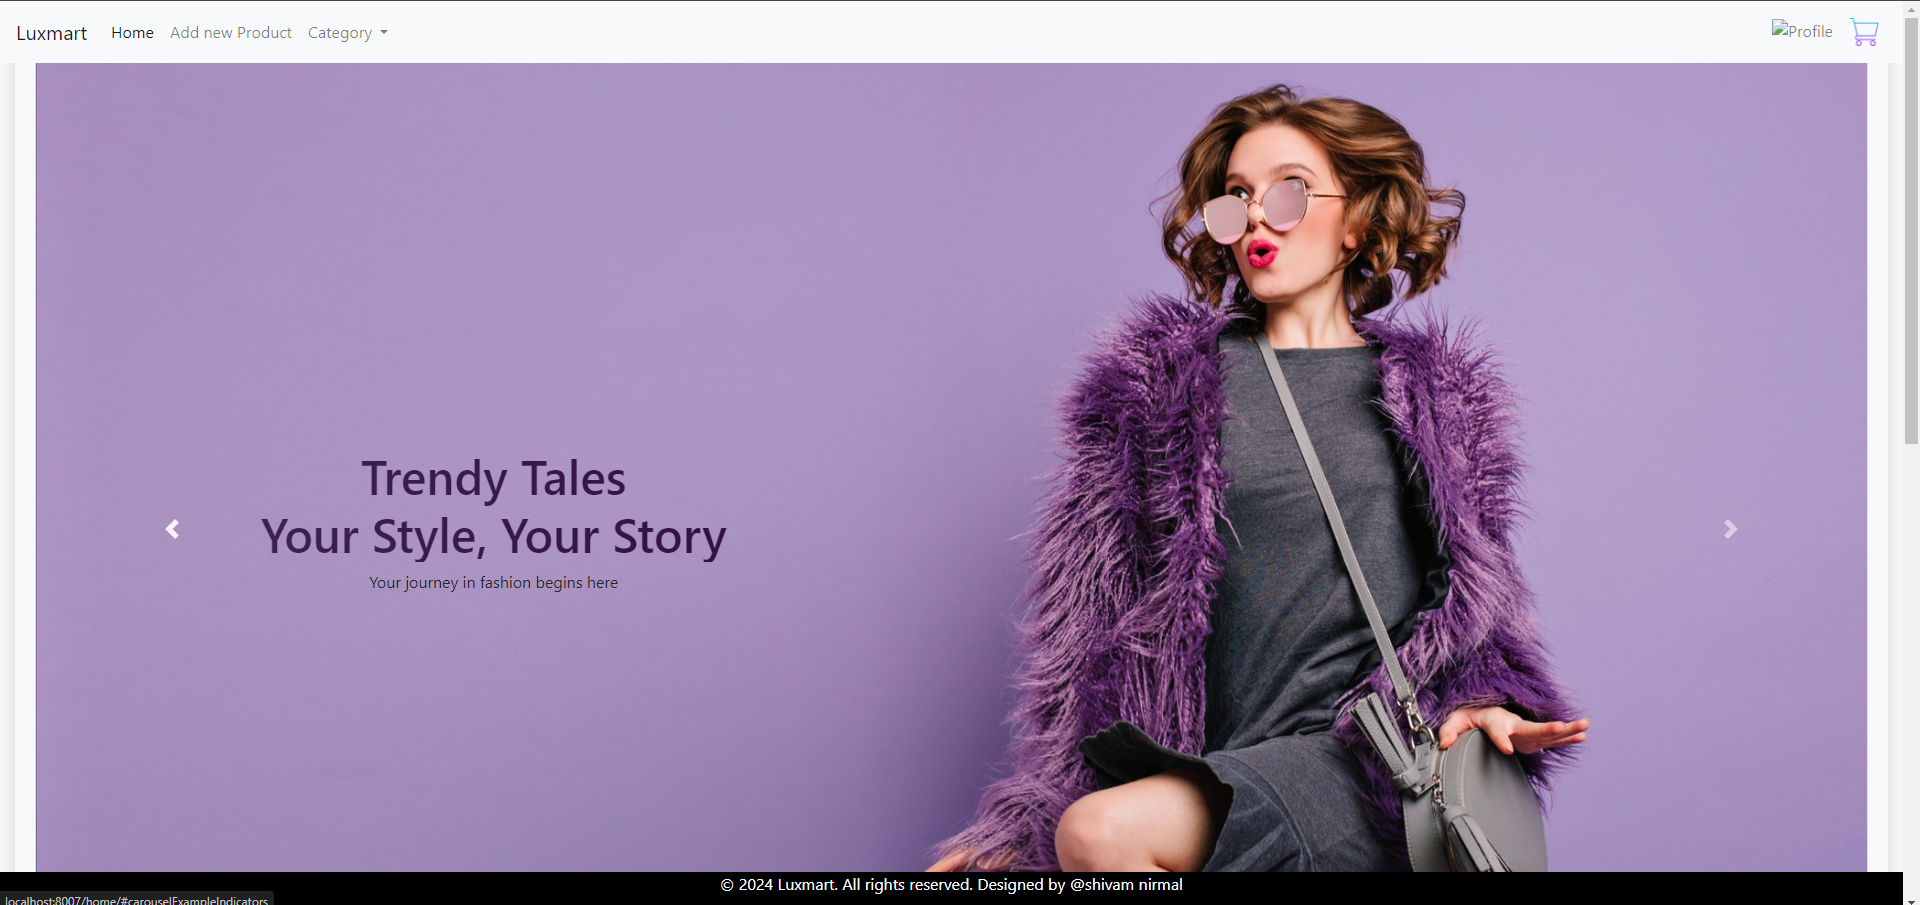 Luxmart Home Add new Product Category Profile
Trendy Tales
Your Style, Your Story
Your journey in fashion begins here
© 2024 Luxmart. All rights reserved. Designed by @shivam nirmal
localhost:8007/home/#carouselExampleIndicators